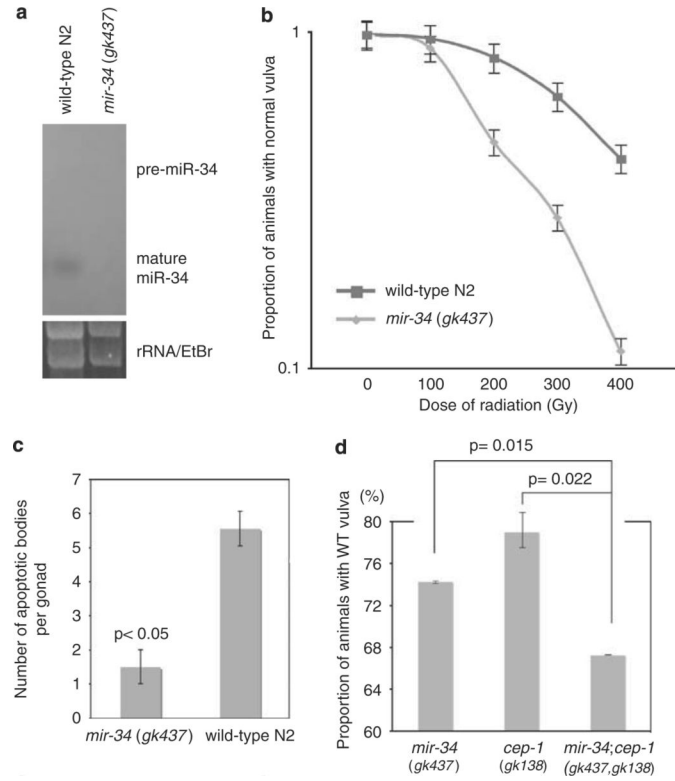 a
wild-type N2
mir-34 (gk437)
pre-miR-34
mature
miR-34
rRNA/EtBr
b
Proportion of animals with normal vulva
1
0.1
wild-type N2
mir-34 (gk437)
0 100 200 300 400
Dose of radiation (Gy)
c
Number of apoptotic bodies
per gonad
7
6
5
4
3
2
1
0
p< 0.05
mir-34 (gk437) wild-type N2
d
p= 0.015
p= 0.022
(%)
Proportion of animals with WT vulva
80
76
72
68
64
60
mir-34 cep-1 mir-34;cep-1
(gk437) (gk138) (gk437,gk138)